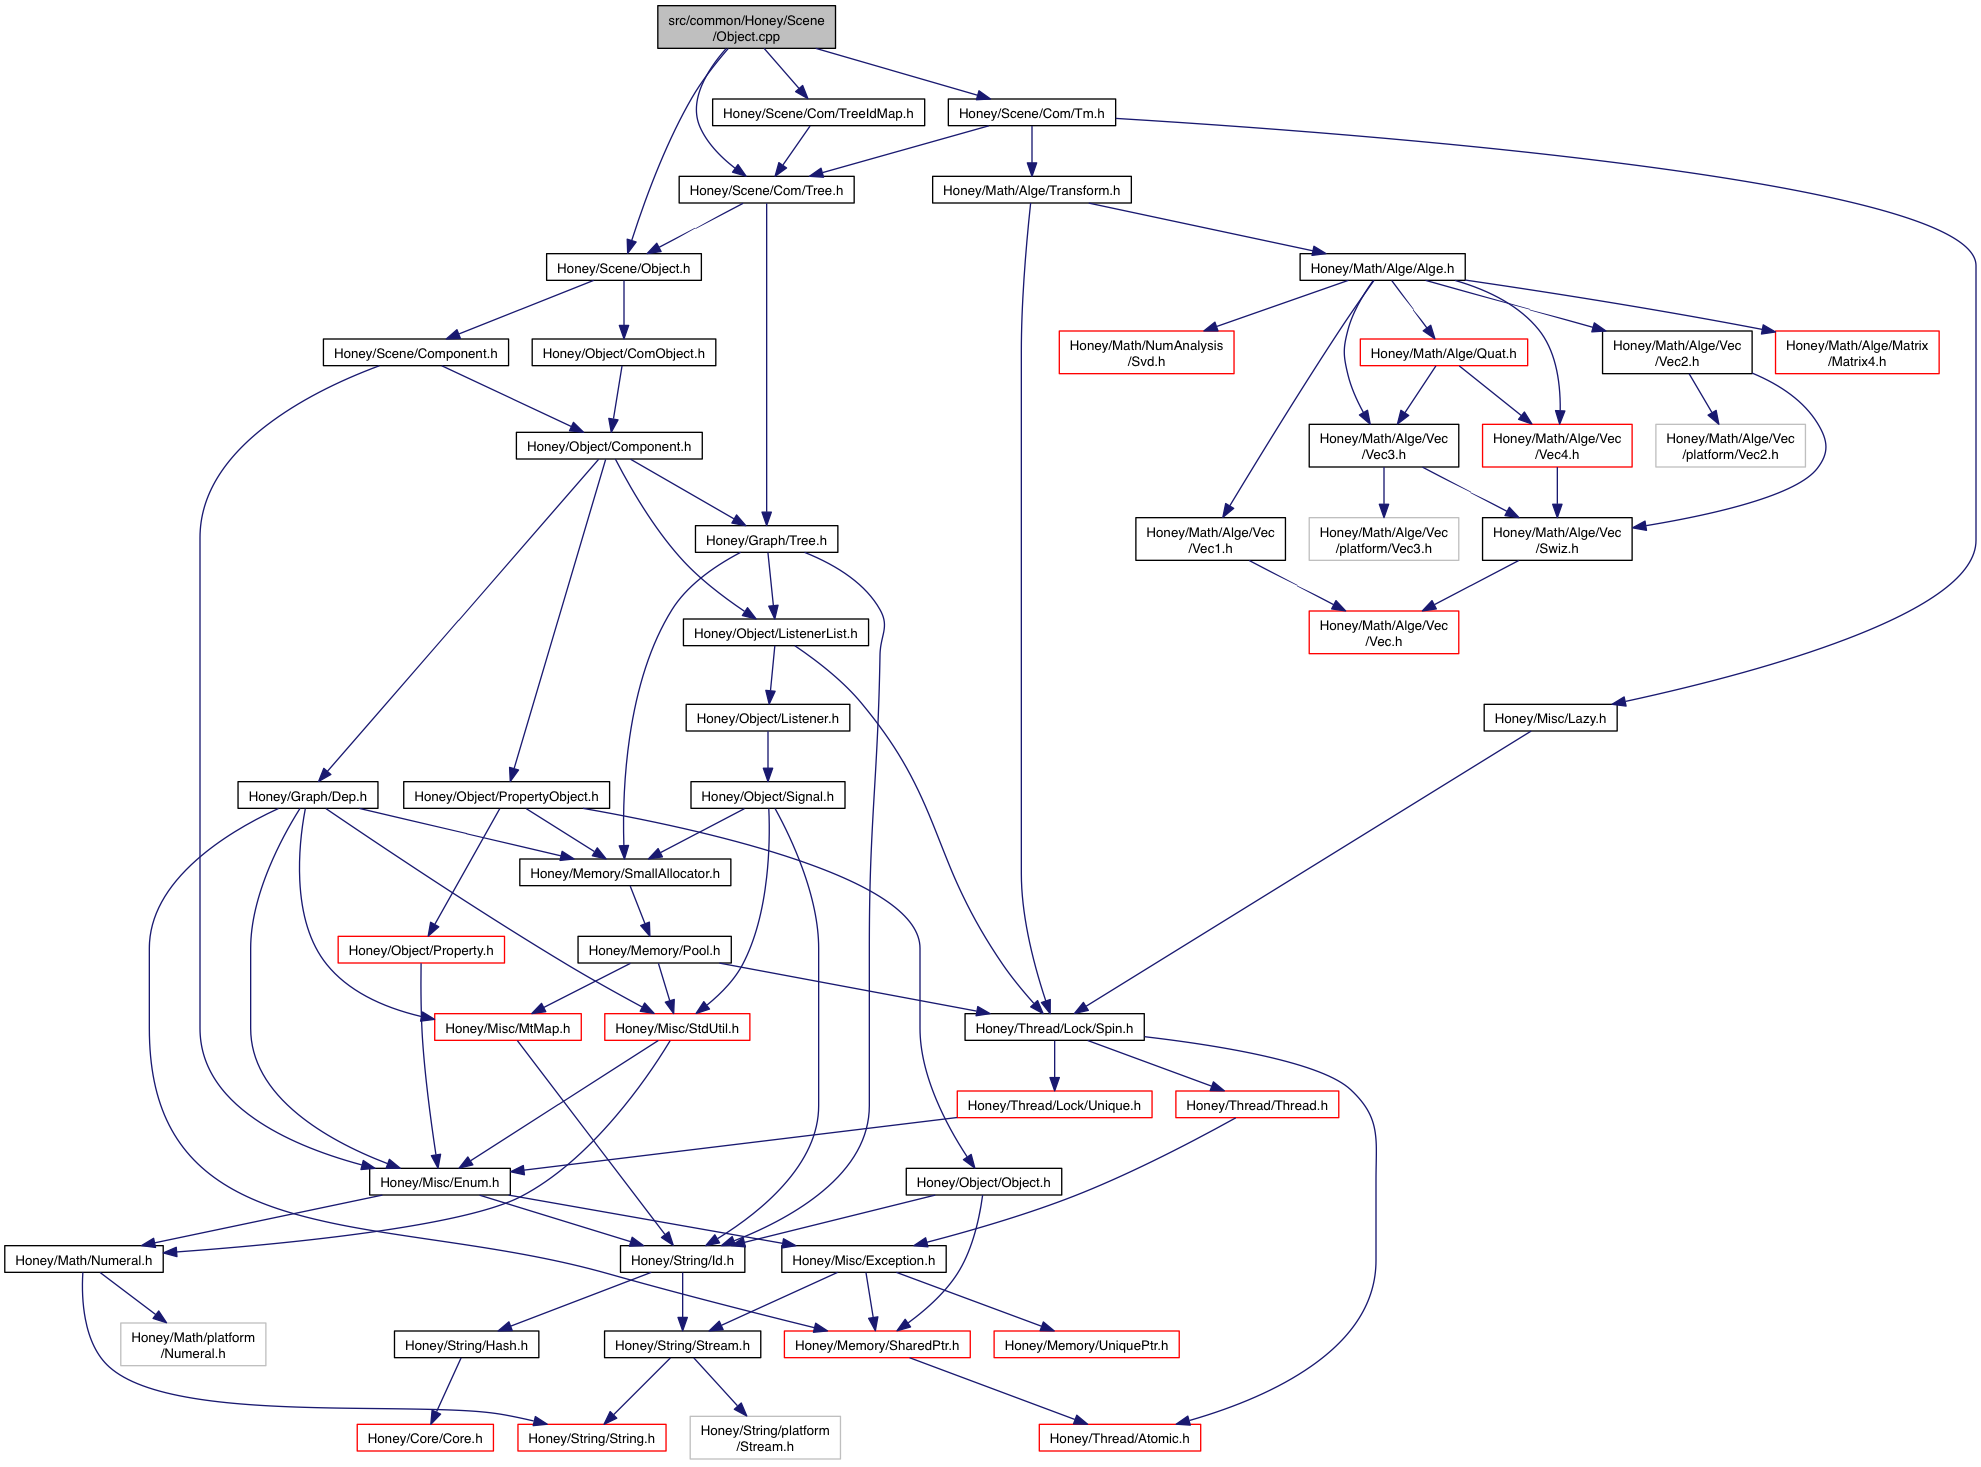 src/common/Honey/Scene
/Object.cpp
Honey/Scene/Com/TreeIdMap.h
Honey/Scene/Com/Tm.h
Honey/Scene/Com/Tree.h
Honey/Math/Alge/Transform.h
Honey/Scene/Object.h
Honey/Math/Alge/Alge.h
Honey/Scene/Component.h
Honey/Object/ComObject.h
Honey/Math/NumAnalysis
/Svd.h
Honey/Math/Alge/Quat.h
Honey/Math/Alge/Vec
/Vec2.h
Honey/Math/Alge/Matrix
/Matrix4.h
Honey/Object/Component.h
Honey/Math/Alge/Vec
/Vec3.h
Honey/Math/Alge/Vec
/Vec4.h
Honey/Math/Alge/Vec
/platform/Vec2.h
Honey/Graph/Tree.h
Honey/Math/Alge/Vec
/Vec1.h
Honey/Math/Alge/Vec
/platform/Vec3.h
Honey/Math/Alge/Vec
/Swiz.h
Honey/Object/ListenerList.h
Honey/Math/Alge/Vec
/Vec.h
Honey/Object/Listener.h
Honey/Misc/Lazy.h
Honey/Graph/Dep.h
Honey/Object/PropertyObject.h
Honey/Object/Signal.h
Honey/Memory/SmallAllocator.h
Honey/Object/Property.h
Honey/Memory/Pool.h
Honey/Misc/MtMap.h
Honey/Misc/StdUtil.h
Honey/Thread/Lock/Spin.h
Honey/Thread/Lock/Unique.h
Honey/Thread/Thread.h
Honey/Misc/Enum.h
Honey/Object/Object.h
Honey/Math/Numeral.h
Honey/String/Id.h
Honey/Misc/Exception.h
Honey/Math/platform
/Numeral.h
Honey/String/Hash.h
Honey/String/Stream.h
Honey/Memory/SharedPtr.h
Honey/Memory/UniquePtr.h
Honey/Core/Core.h
Honey/String/String.h
Honey/String/platform
/Stream.h
Honey/Thread/Atomic.h